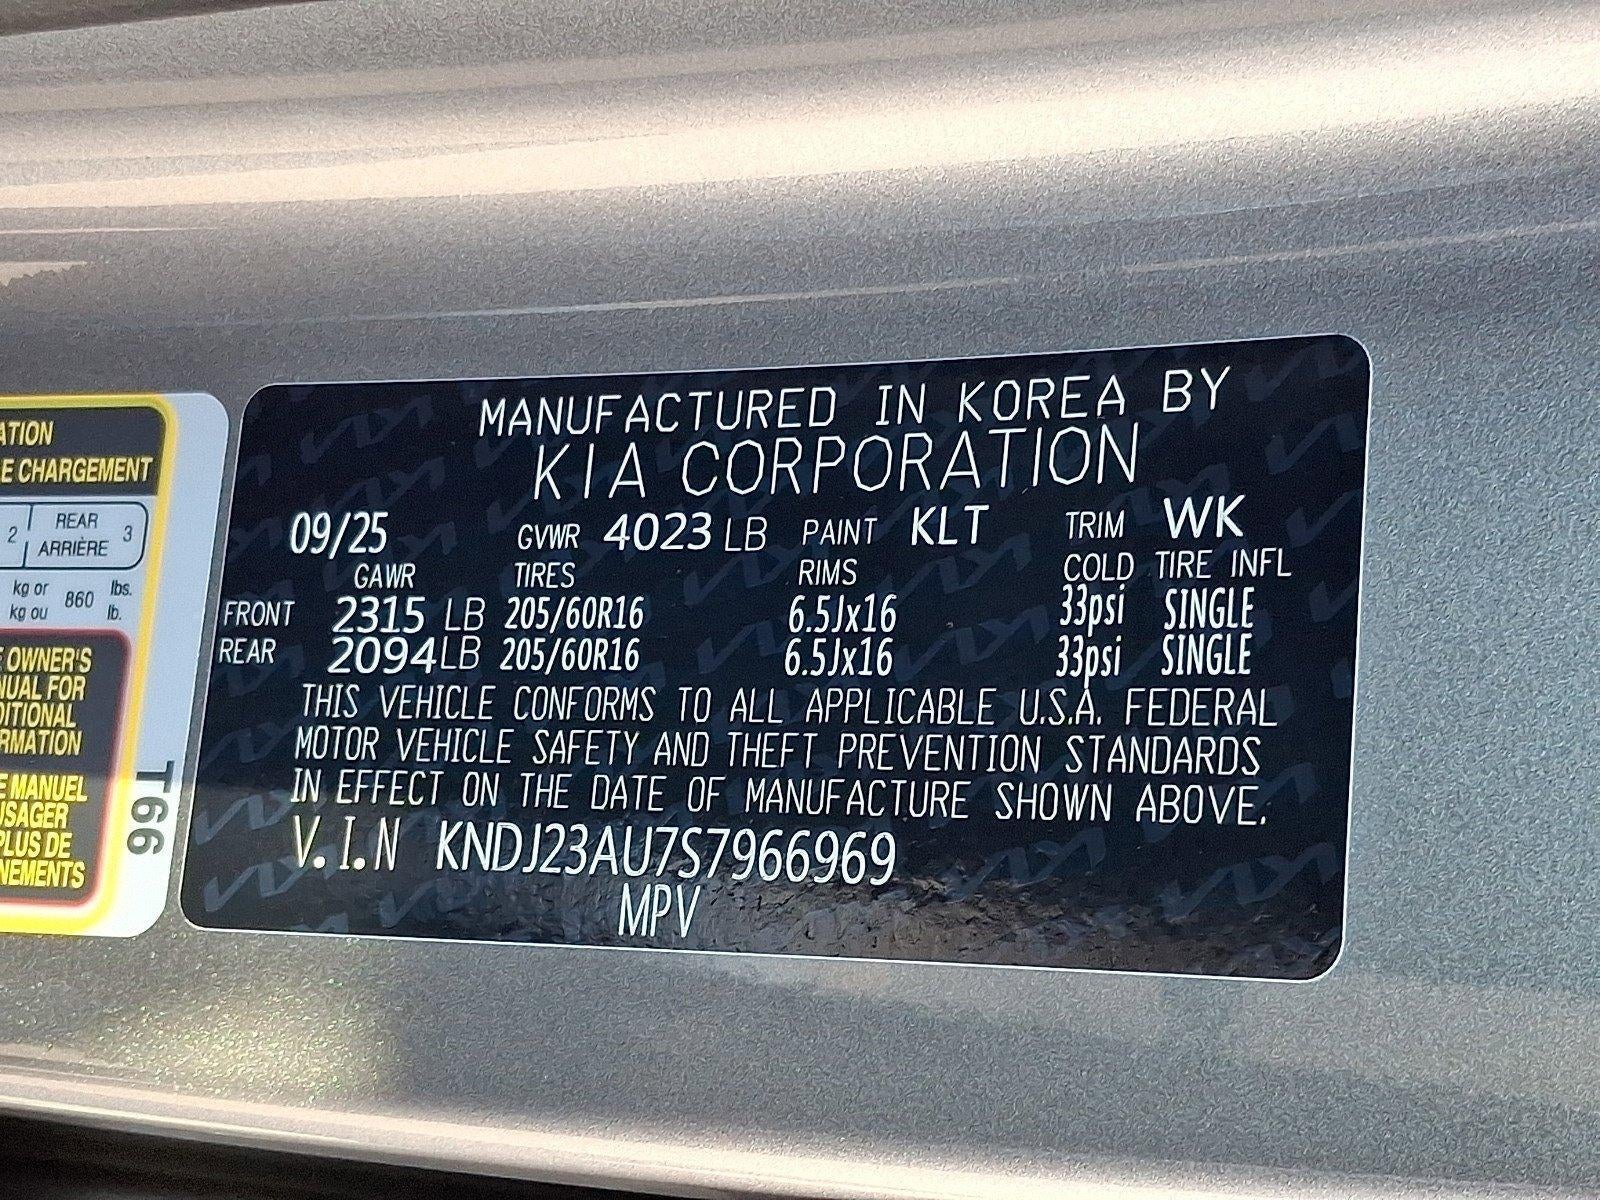 MANUFACTURED IN KOREA BY
KIA CORPORATION
09/25 GVWR 4023 LB PAINT KLT TRIM WK
GAWR TIRES RIMS COLD TIRE INFL
FRONT 2315 LB 205/60R16 6.5Jx16 33psi SINGLE
REAR 2094LB 205/60R16 6.5Jx16 33psi SINGLE
THIS VEHICLE CONFORMS TO ALL APPLICABLE U.S.A. FEDERAL
MOTOR VEHICLE SAFETY AND THEFT PREVENTION STANDARDS
IN EFFECT ON THE DATE OF MANUFACTURE SHOWN ABOVE.
V.I.N KNDJ23AU7S7966969
MPV
ATION
E CHARGEMENT
2 REAR 3
ARRIÈRE
kg or 860 lbs.
kg ou lb.
E OWNER'S
NUAL FOR
DITIONAL
RMATION
E MANUEL
USAGER
PLUS DE
NEMENTS
T66